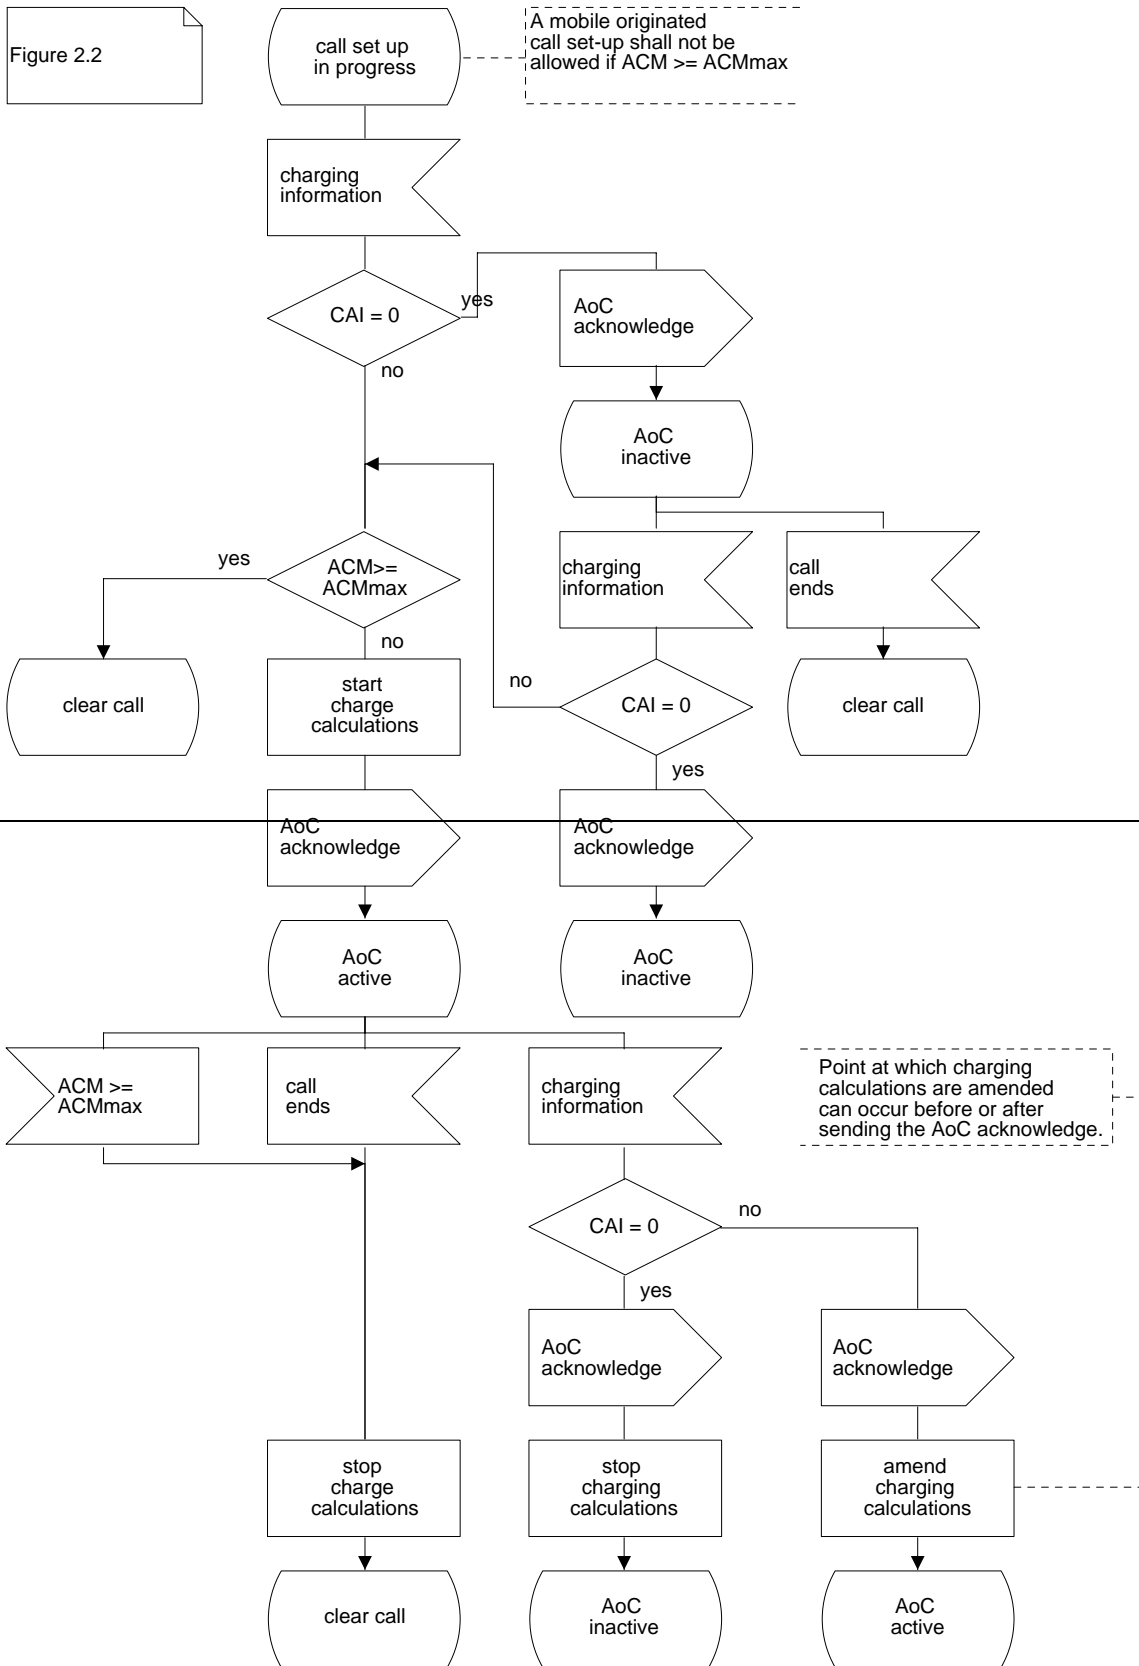 Figure 2.2
call set up
in progress
A mobile originated
call set-up shall not be
allowed if ACM >= ACMmax
charging
information
CAI = 0
yes
no
AoC
acknowledge
AoC
inactive
yes
ACM>=
ACMmax
no
charging
information
call
ends
clear call
start
charge
calculations
no
CAI = 0
yes
clear call
AoC
acknowledge
AoC
acknowledge
AoC
active
AoC
inactive
ACM >=
ACMmax
call
ends
charging
information
Point at which charging
calculations are amended
can occur before or after
sending the AoC acknowledge.
CAI = 0
no
yes
AoC
acknowledge
AoC
acknowledge
stop
charge
calculations
stop
charging
calculations
amend
charging
calculations
clear call
AoC
inactive
AoC
active